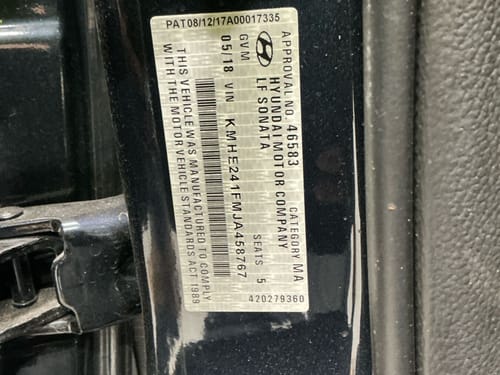 APPROVAL NO. 46583 CATEGORY MA
HYUNDAI MOTOR COMPANY
LF SONATA SEATS 5
GVM
05/18 VIN KMHE241FMJA458767
THIS VEHICLE WAS MANUFACTURED TO COMPLY
WITH THE MOTOR VEHICLE STANDARDS ACT 1989
PAT08/12/17A00017335
420279360